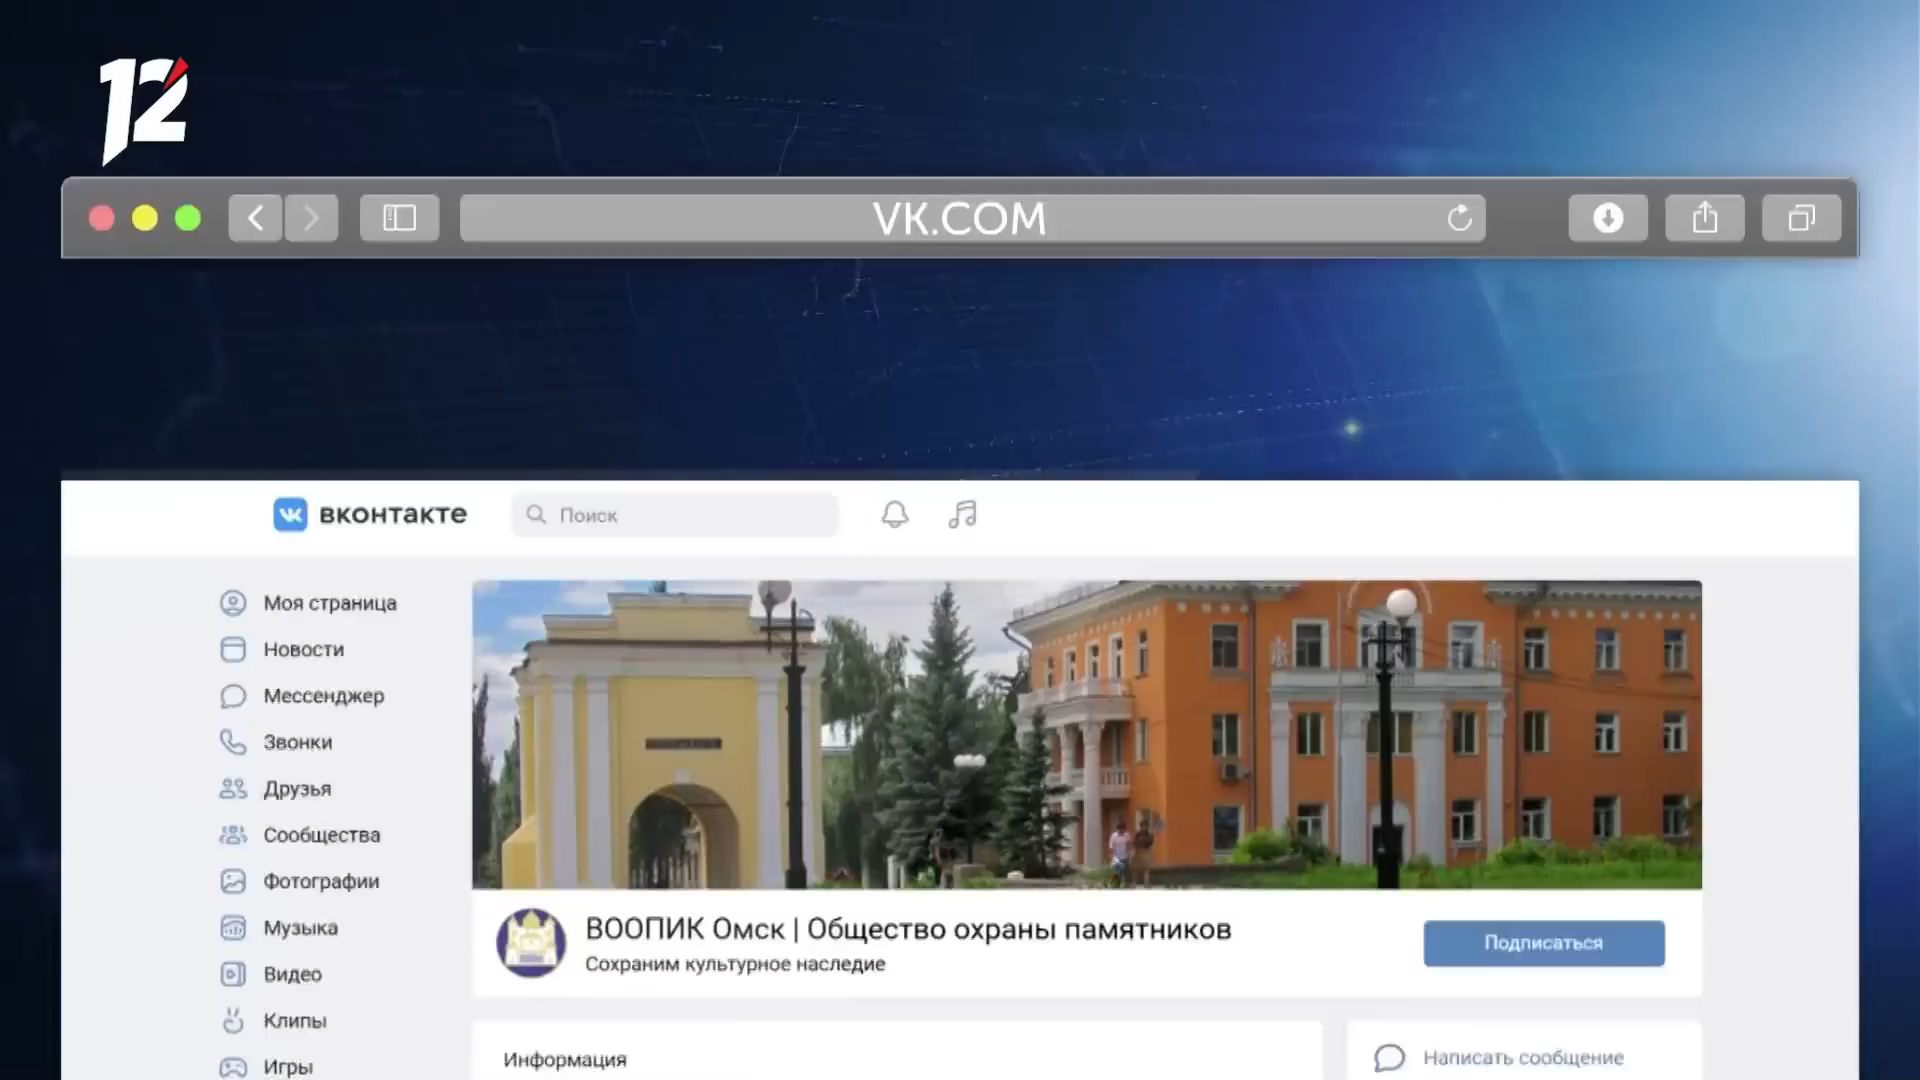 12
VK.COM
вконтакте
Поиск
Моя страница
Новости
Мессенджер
Звонки
Друзья
Сообщества
Фотографии
Музыка
Видео
Клипы
Игры
ВООПИК Омск | Общество охраны памятников
Сохраним культурное наследие
Подписаться
Информация
Написать сообщение